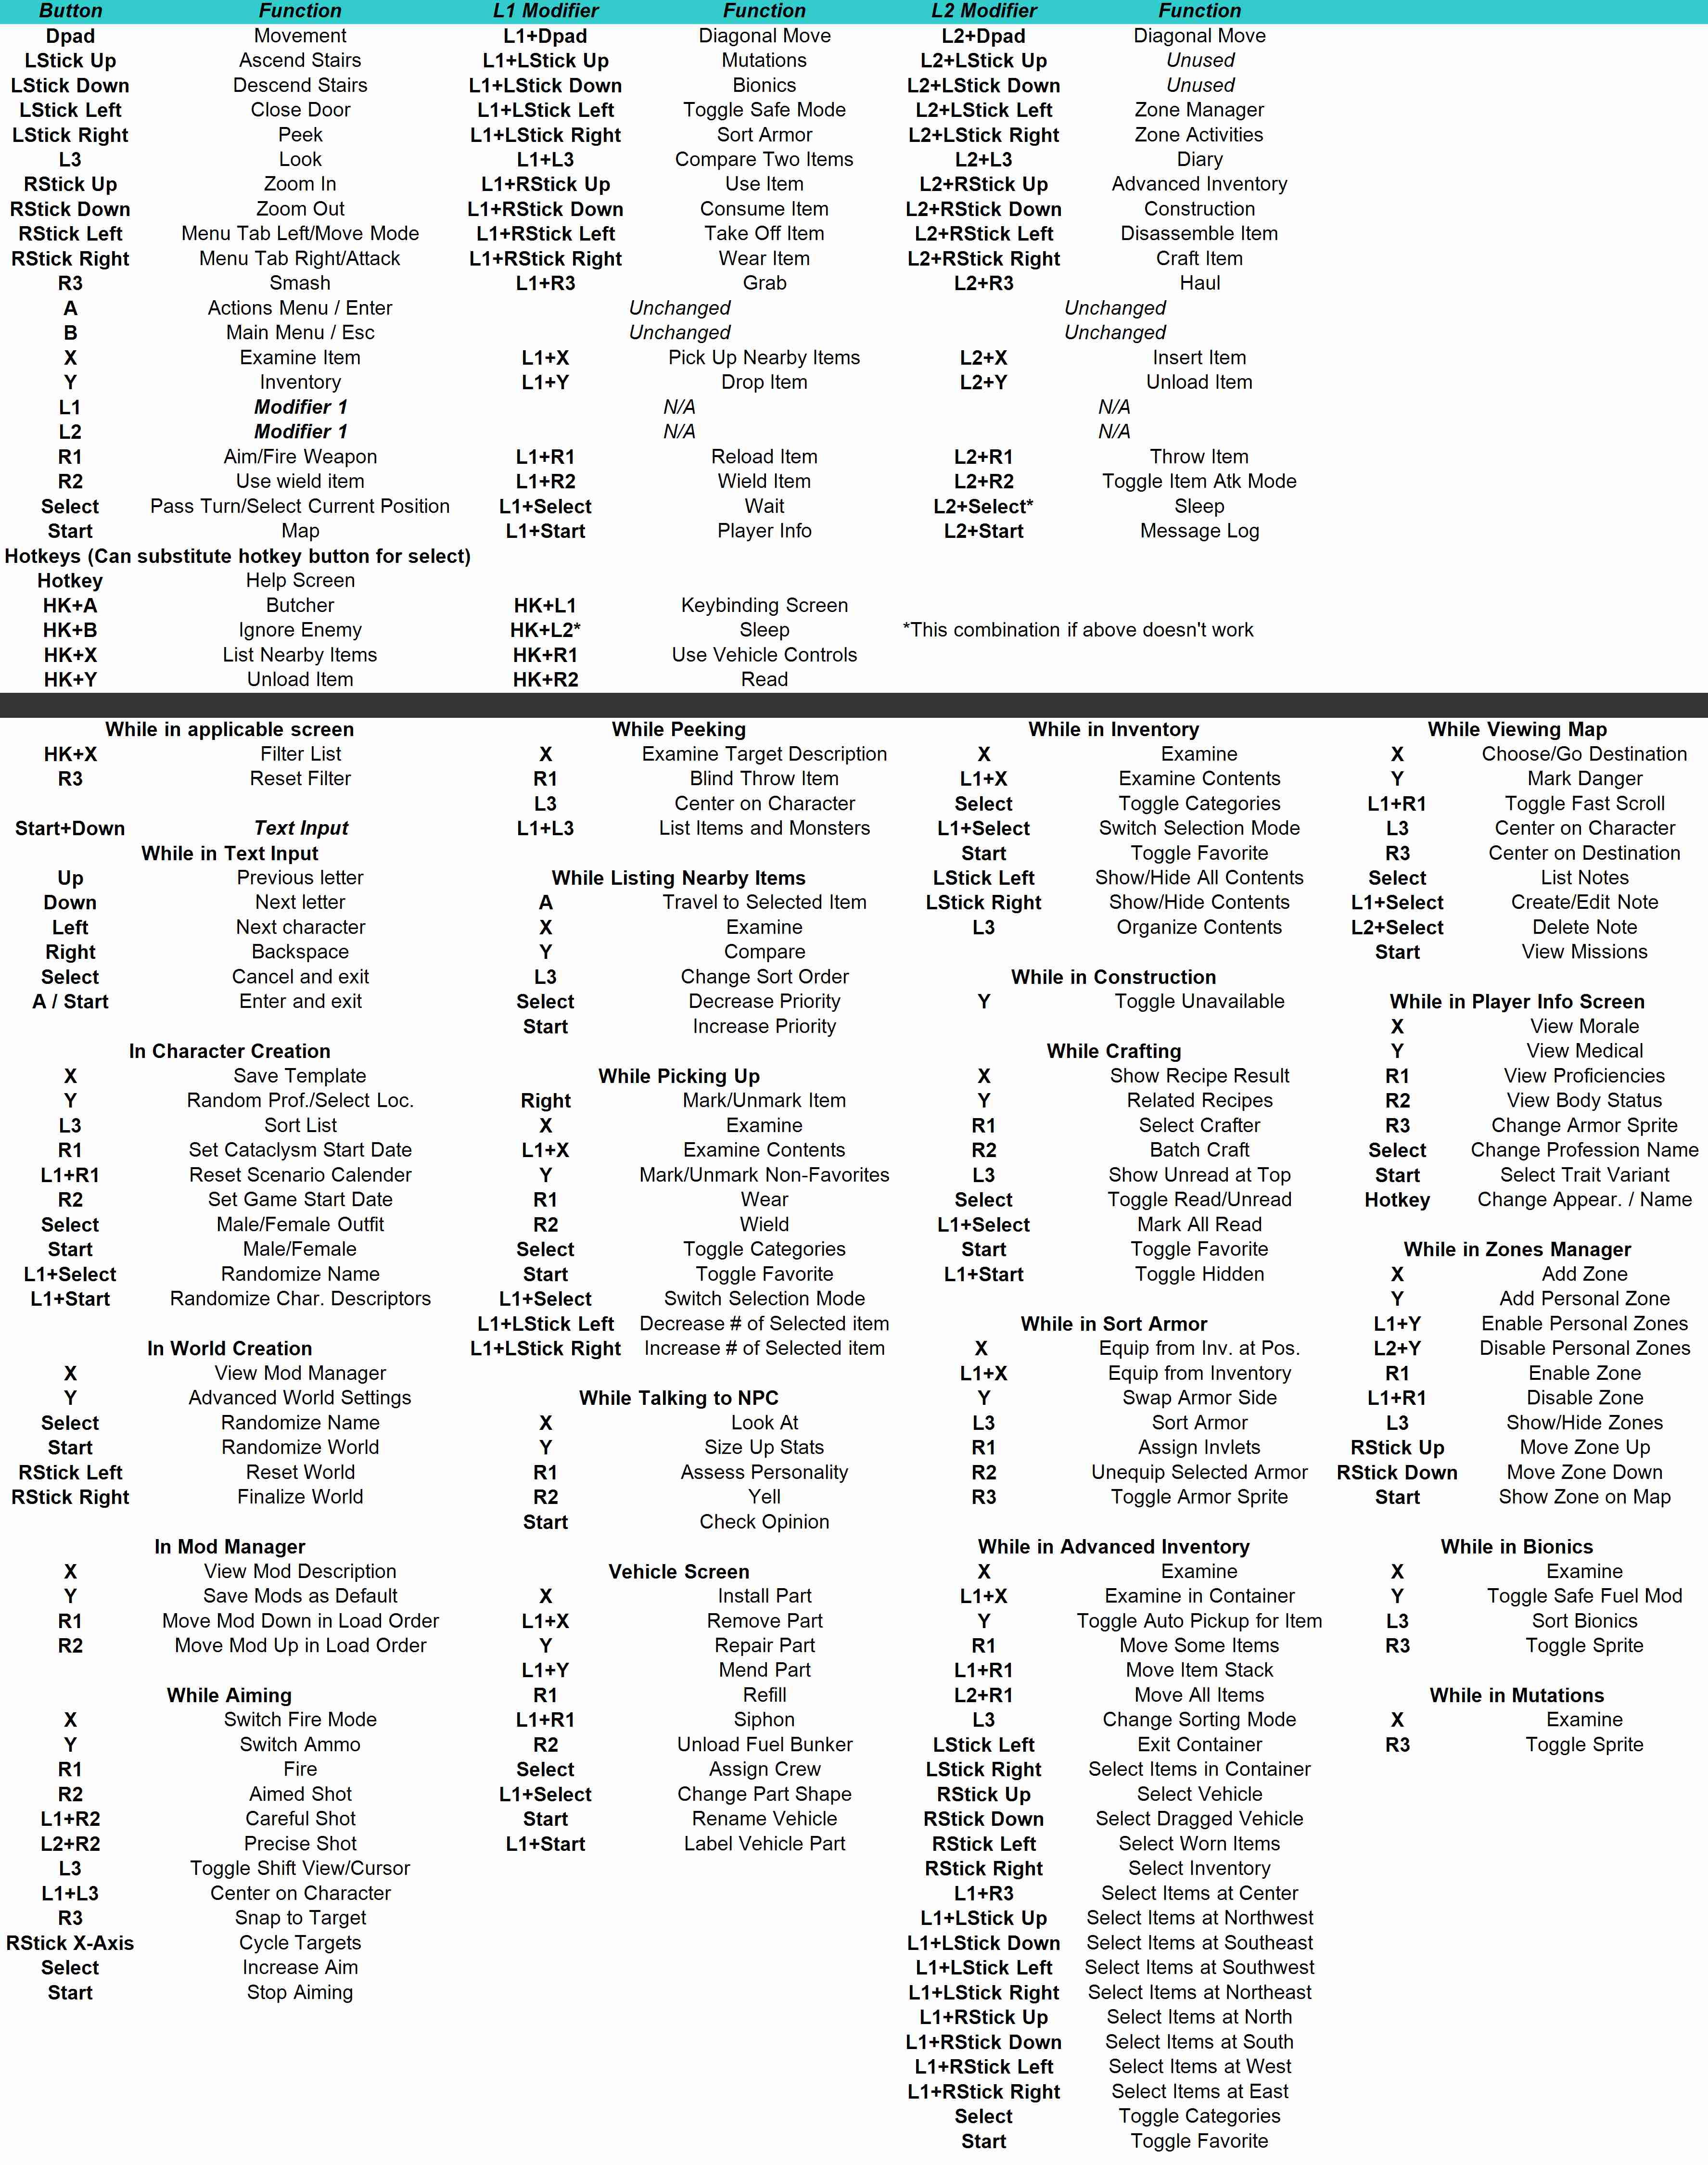 Button Function L1 Modifier Function L2 Modifier Function
Dpad Movement L1+Dpad Diagonal Move L2+Dpad Diagonal Move
LStick Up Ascend Stairs L1+LStick Up Mutations L2+LStick Up Unused
LStick Down Descend Stairs L1+LStick Down Bionics L2+LStick Down Unused
LStick Left Close Door L1+LStick Left Toggle Safe Mode L2+LStick Left Zone Manager
LStick Right Peek L1+LStick Right Sort Armor L2+LStick Right Zone Activities
L3 Look L1+L3 Compare Two Items L2+L3 Diary
RStick Up Zoom In L1+RStick Up Use Item L2+RStick Up Advanced Inventory
RStick Down Zoom Out L1+RStick Down Consume Item L2+RStick Down Construction
RStick Left Menu Tab Left/Move Mode L1+RStick Left Take Off Item L2+RStick Left Disassemble Item
RStick Right Menu Tab Right/Attack L1+RStick Right Wear Item L2+RStick Right Craft Item
R3 Smash L1+R3 Grab L2+R3 Haul
A Actions Menu / Enter Unchanged Unchanged
B Main Menu / Esc Unchanged Unchanged
X Examine Item L1+X Pick Up Nearby Items L2+X Insert Item
Y Inventory L1+Y Drop Item L2+Y Unload Item
L1 Modifier 1 N/A N/A
L2 Modifier 1 N/A N/A
R1 Aim/Fire Weapon L1+R1 Reload Item L2+R1 Throw Item
R2 Use wield item L1+R2 Wield Item L2+R2 Toggle Item Atk Mode
Select Pass Turn/Select Current Position L1+Select Wait L2+Select* Sleep
Start Map L1+Start Player Info L2+Start Message Log
Hotkeys (Can substitute hotkey button for select)
Hotkey Help Screen
HK+A Butcher HK+L1 Keybinding Screen
HK+B Ignore Enemy HK+L2* Sleep *This combination if above doesn't work
HK+X List Nearby Items HK+R1 Use Vehicle Controls
HK+Y Unload Item HK+R2 Read
While in applicable screen
HK+X Filter List
R3 Reset Filter
Start+Down Text Input
While in Text Input
Up Previous letter
Down Next letter
Left Next character
Right Backspace
Select Cancel and exit
A / Start Enter and exit
In Character Creation
X Save Template
Y Random Prof./Select Loc.
L3 Sort List
R1 Set Cataclysm Start Date
L1+R1 Reset Scenario Calender
R2 Set Game Start Date
Select Male/Female Outfit
Start Male/Female
L1+Select Randomize Name
L1+Start Randomize Char. Descriptors
In World Creation
X View Mod Manager
Y Advanced World Settings
Select Randomize Name
Start Randomize World
RStick Left Reset World
RStick Right Finalize World
In Mod Manager
X View Mod Description
Y Save Mods as Default
R1 Move Mod Down in Load Order
R2 Move Mod Up in Load Order
While Aiming
X Switch Fire Mode
Y Switch Ammo
R1 Fire
R2 Aimed Shot
L1+R2 Careful Shot
L2+R2 Precise Shot
L3 Toggle Shift View/Cursor
L1+L3 Center on Character
R3 Snap to Target
RStick X-Axis Cycle Targets
Select Increase Aim
Start Stop Aiming
While Peeking
X Examine Target Description
R1 Blind Throw Item
L3 Center on Character
L1+L3 List Items and Monsters
While Listing Nearby Items
A Travel to Selected Item
X Examine
Y Compare
L3 Change Sort Order
Select Decrease Priority
Start Increase Priority
While Picking Up
Right Mark/Unmark Item
X Examine
L1+X Examine Contents
Y Mark/Unmark Non-Favorites
R1 Wear
R2 Wield
Select Toggle Categories
Start Toggle Favorite
L1+Select Switch Selection Mode
L1+LStick Left Decrease # of Selected item
L1+LStick Right Increase # of Selected item
While Talking to NPC
X Look At
Y Size Up Stats
R1 Assess Personality
R2 Yell
Start Check Opinion
Vehicle Screen
X Install Part
L1+X Remove Part
Y Repair Part
L1+Y Mend Part
R1 Refill
L1+R1 Siphon
R2 Unload Fuel Bunker
Select Assign Crew
L1+Select Change Part Shape
Start Rename Vehicle
L1+Start Label Vehicle Part
While in Inventory
X Examine
L1+X Examine Contents
Select Toggle Categories
L1+Select Switch Selection Mode
Start Toggle Favorite
LStick Left Show/Hide All Contents
LStick Right Show/Hide Contents
L3 Organize Contents
While in Construction
Y Toggle Unavailable
While Crafting
X Show Recipe Result
Y Related Recipes
R1 Select Crafter
R2 Batch Craft
L3 Show Unread at Top
Select Toggle Read/Unread
L1+Select Mark All Read
Start Toggle Favorite
L1+Start Toggle Hidden
While in Sort Armor
X Equip from Inv. at Pos.
L1+X Equip from Inventory
Y Swap Armor Side
L3 Sort Armor
R1 Assign Invlets
R2 Unequip Selected Armor
R3 Toggle Armor Sprite
While in Advanced Inventory
X Examine
L1+X Examine in Container
Y Toggle Auto Pickup for Item
R1 Move Some Items
L1+R1 Move Item Stack
L2+R1 Move All Items
L3 Change Sorting Mode
LStick Left Exit Container
LStick Right Select Items in Container
RStick Up Select Vehicle
RStick Down Select Dragged Vehicle
RStick Left Select Worn Items
RStick Right Select Inventory
L1+R3 Select Items at Center
L1+LStick Up Select Items at Northwest
L1+LStick Down Select Items at Southeast
L1+LStick Left Select Items at Southwest
L1+LStick Right Select Items at Northeast
L1+RStick Up Select Items at North
L1+RStick Down Select Items at South
L1+RStick Left Select Items at West
L1+RStick Right Select Items at East
Select Toggle Categories
Start Toggle Favorite
While Viewing Map
X Choose/Go Destination
Y Mark Danger
L1+R1 Toggle Fast Scroll
L3 Center on Character
R3 Center on Destination
Select List Notes
L1+Select Create/Edit Note
L2+Select Delete Note
Start View Missions
While in Player Info Screen
X View Morale
Y View Medical
R1 View Proficiencies
R2 View Body Status
R3 Change Armor Sprite
Select Change Profession Name
Start Select Trait Variant
Hotkey Change Appear. / Name
While in Zones Manager
X Add Zone
Y Add Personal Zone
L1+Y Enable Personal Zones
L2+Y Disable Personal Zones
R1 Enable Zone
L1+R1 Disable Zone
L3 Show/Hide Zones
RStick Up Move Zone Up
RStick Down Move Zone Down
Start Show Zone on Map
While in Bionics
X Examine
Y Toggle Safe Fuel Mod
L3 Sort Bionics
R3 Toggle Sprite
While in Mutations
X Examine
R3 Toggle Sprite